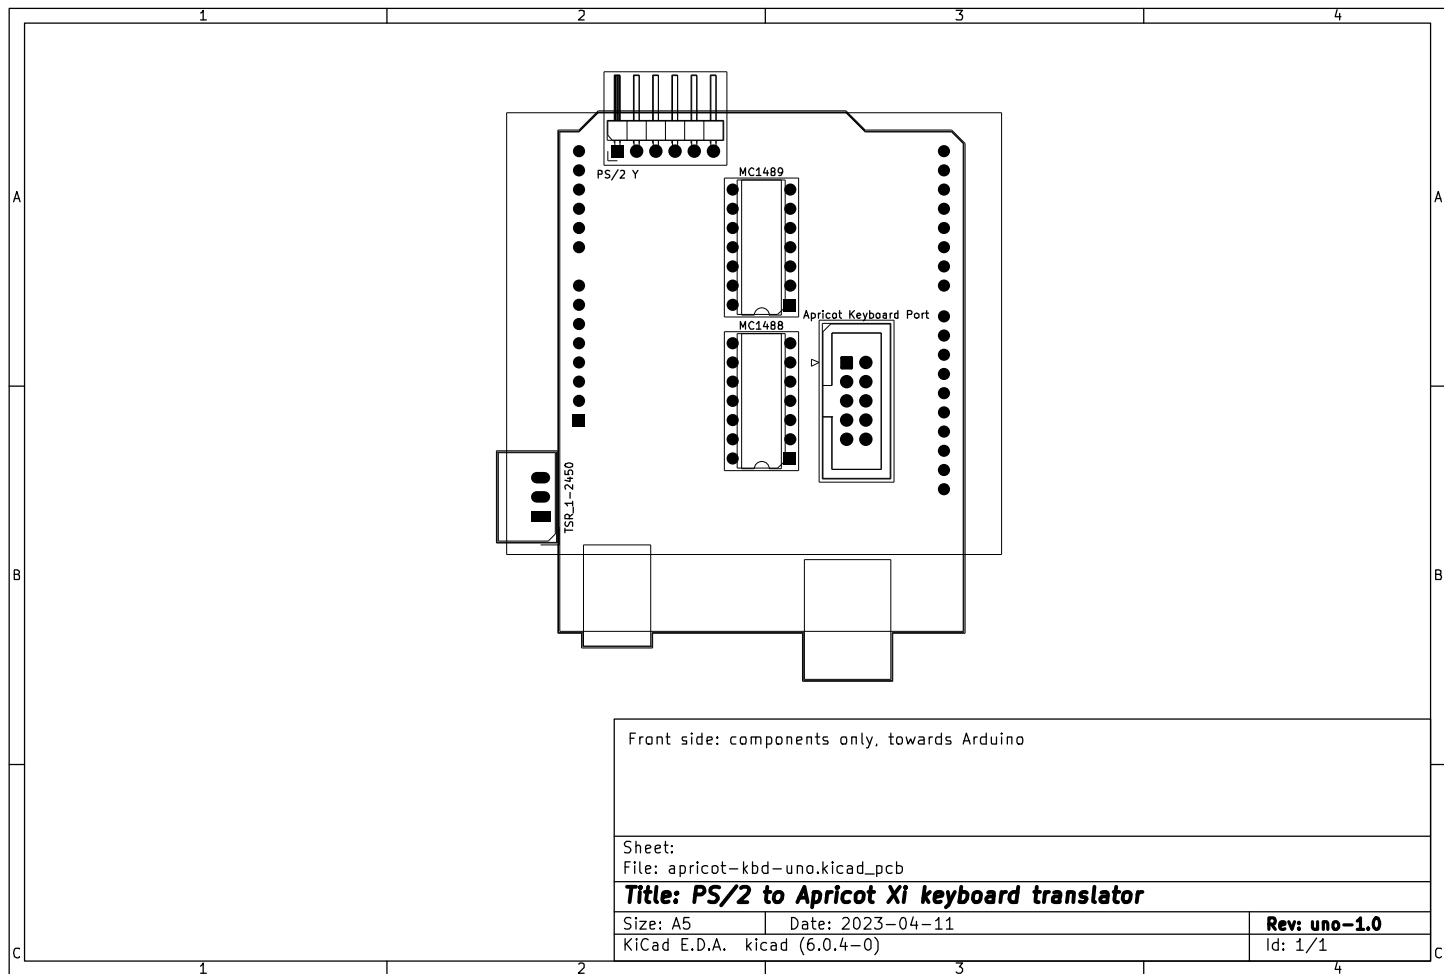 1 2 3 4
PS/2 Y
MC1489
A A
Apricot Keyboard Port
MC1488
TSR_1-2450
B B
Front side: components only, towards Arduino
Sheet:
File: apricot-kbd-uno.kicad_pcb
Title: PS/2 to Apricot Xi keyboard translator
Size: A5 Date: 2023-04-11 Rev: uno-1.0
KiCad E.D.A. kicad (6.0.4-0) Id: 1/1
C C
1 2 3 4